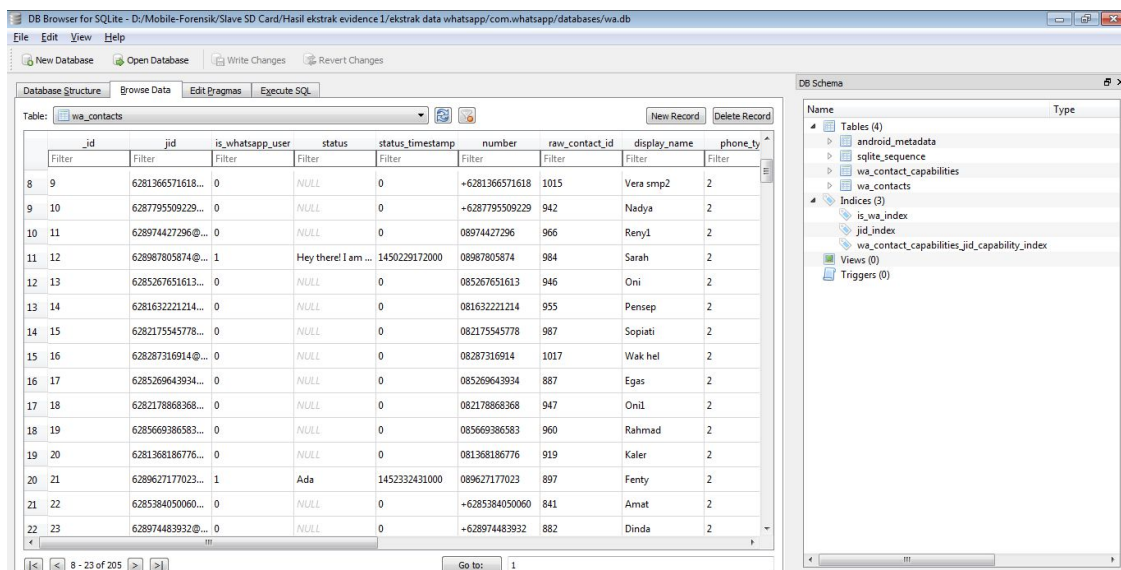 DB Browser for SQLite - D:/Mobile-Forensik/Slave SD Card/Hasil ekstrak evidence 1/ekstrak data whatsapp/com.whatsapp/databases/wa.db
File Edit View Help
New Database Open Database Write Changes Revert Changes
Database Structure Browse Data Edit Pragmas Execute SQL
Table: wa_contacts New Record Delete Record
_id jid is_whatsapp_user status status_timestamp number raw_contact_id display_name phone_ty
Filter Filter Filter Filter Filter Filter Filter Filter Filter
8 9 6281366571618... 0 NULL 0 +6281366571618 1015 Vera smp2 2
9 10 6287795509229... 0 NULL 0 +6287795509229 942 Nadya 2
10 11 628974427296@... 0 NULL 0 08974427296 966 Reny1 2
11 12 628987805874@... 1 Hey there! I am ... 1450229172000 08987805874 984 Sarah 2
12 13 6285267651613... 0 NULL 0 085267651613 946 Oni 2
13 14 6281632221214... 0 NULL 0 081632221214 955 Pensep 2
14 15 6282175545778... 0 NULL 0 082175545778 987 Sopiati 2
15 16 628287316914@... 0 NULL 0 08287316914 1017 Wak hel 2
16 17 6285269643934... 0 NULL 0 085269643934 887 Egas 2
17 18 6282178868368... 0 NULL 0 082178868368 947 Oni1 2
18 19 6285669386583... 0 NULL 0 085669386583 960 Rahmad 2
19 20 6281368186776... 0 NULL 0 081368186776 919 Kaler 2
20 21 6289627177023... 1 Ada 1452332431000 089627177023 897 Fenty 2
21 22 6285384050060... 0 NULL 0 +6285384050060 841 Amat 2
22 23 628974483932@... 0 NULL 0 +628974483932 882 Dinda 2
|< < 8 - 23 of 205 > >| Go to: 1
DB Schema
Name Type
Tables (4)
android_metadata
sqlite_sequence
wa_contact_capabilities
wa_contacts
Indices (3)
is_wa_index
jid_index
wa_contact_capabilities_jid_capability_index
Views (0)
Triggers (0)